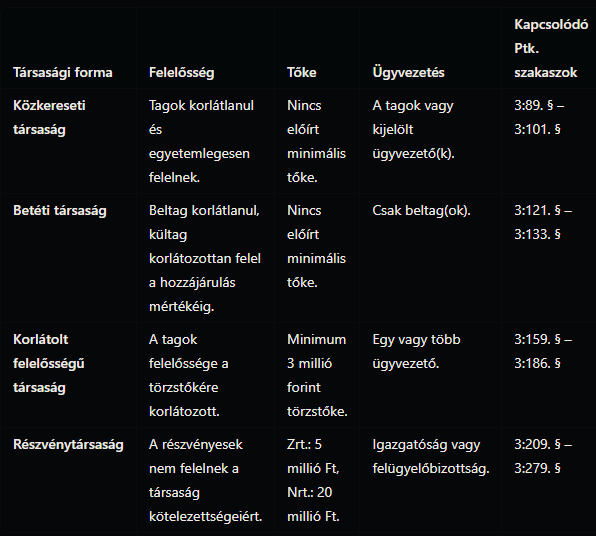 Társasági forma
Felelősség
Tőke
Ügyvezetés
Kapcsolódó
Ptk.
szakaszok
Közkereseti
társaság
Tagok korlátlanul
és
egyetemlegesen
felelnek.
Nincs
előírt
minimális
tőke.
A tagok vagy
kijelölt
ügyvezető(k).
3:89. § –
3:101. §
Betéti társaság
Beltag korlátlanul,
kültag
korlátozottan felel
a hozzájárulás
mértékéig.
Nincs
előírt
minimális
tőke.
Csak beltag(ok).
3:121. § –
3:133. §
Korlátolt
felelősségű
társaság
A tagok
felelőssége a
törzstőkére
korlátozott.
Minimum
3 millió
forint
törzstőke.
Egy vagy több
ügyvezető.
3:159. § –
3:186. §
Részvénytársaság
A részvényesek
nem felelnek a
társaság
kötelezettségeiért.
Zrt.: 5
millió Ft,
Nrt.: 20
millió Ft.
Igazgatóság vagy
felügyelőbizottság.
3:209. § –
3:279. §